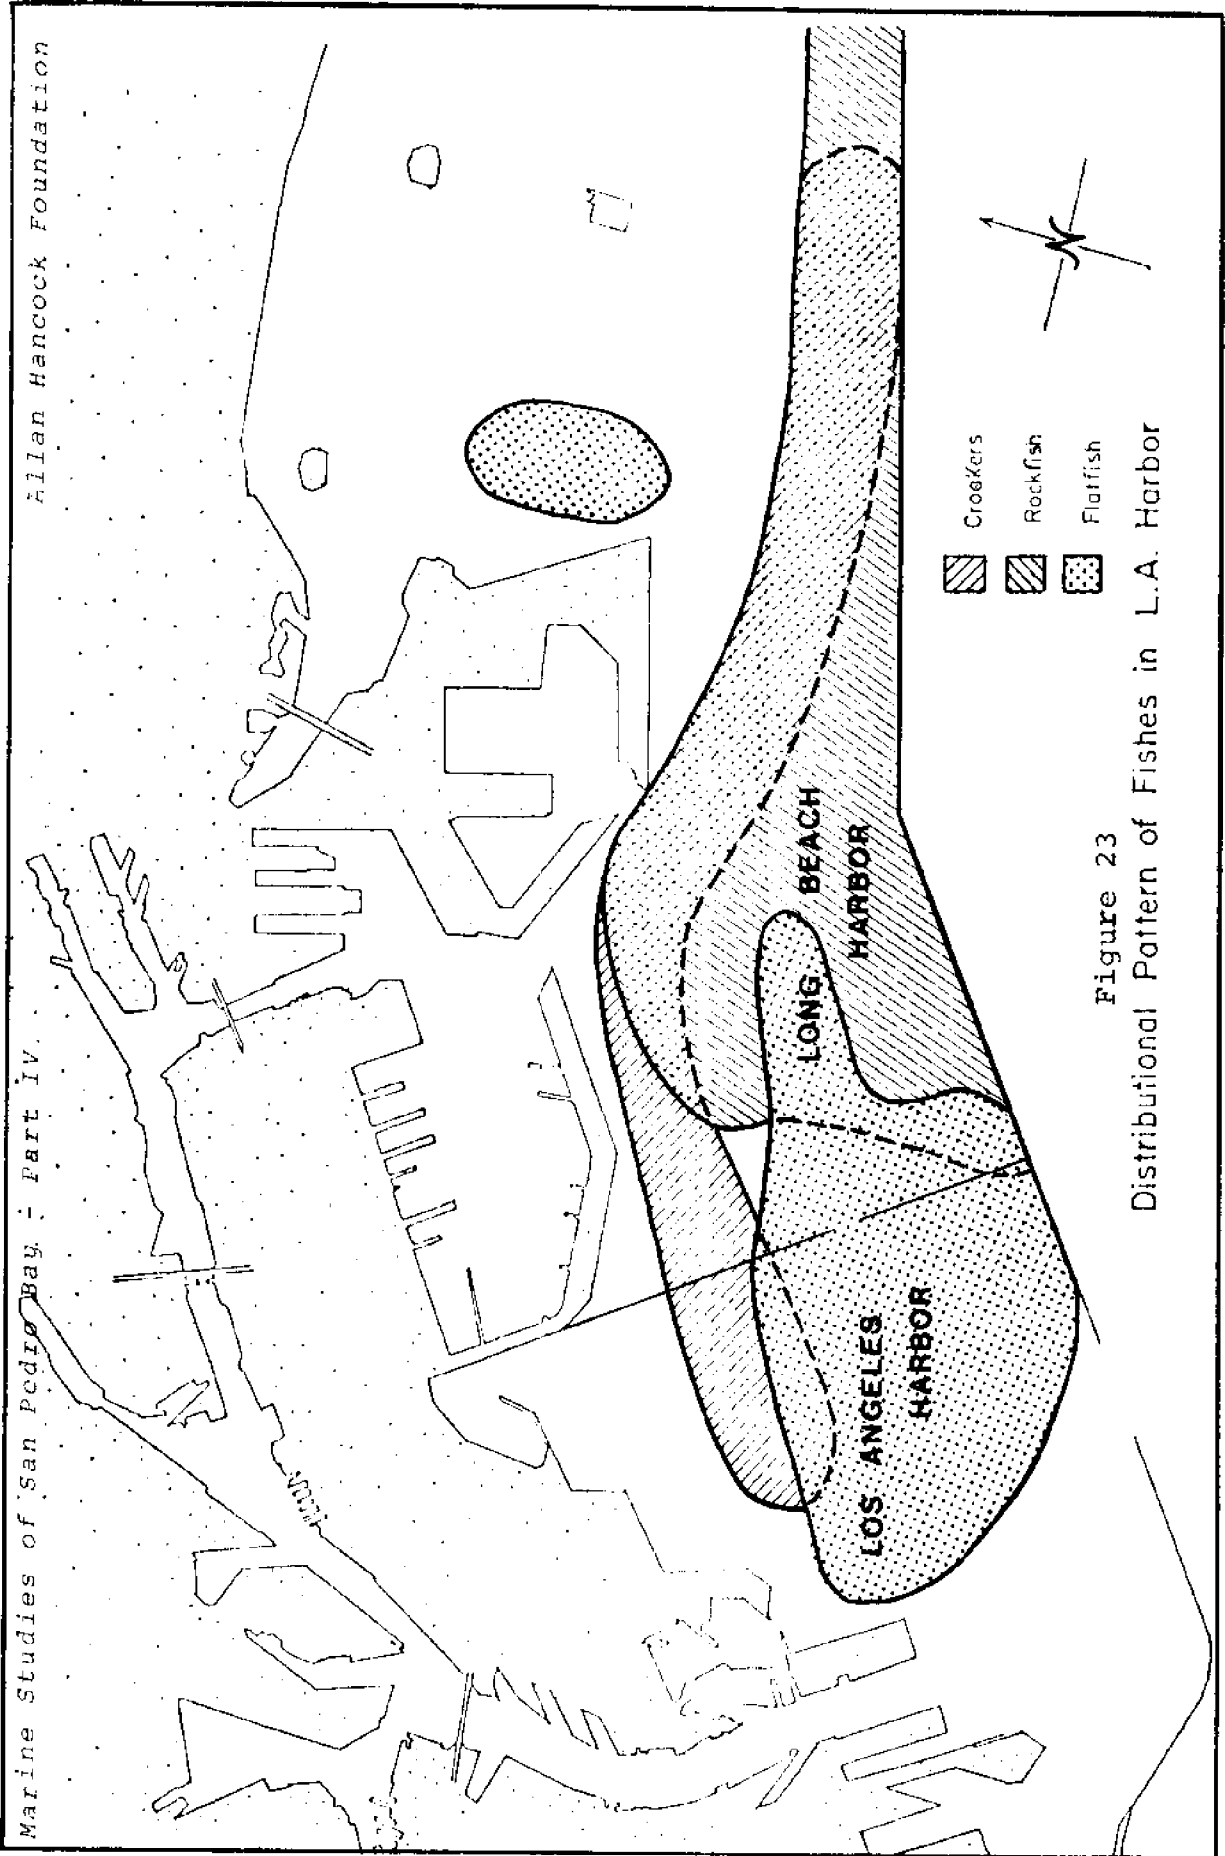 Marine Studies of San Pedro Bay - Part IV.
Allan Hancock Foundation
LOS ANGELES
HARBOR
LONG BEACH
HARBOR
N
Croakers
Rockfish
Flatfish
Figure 23
Distributional Pattern of Fishes in L.A. Harbor